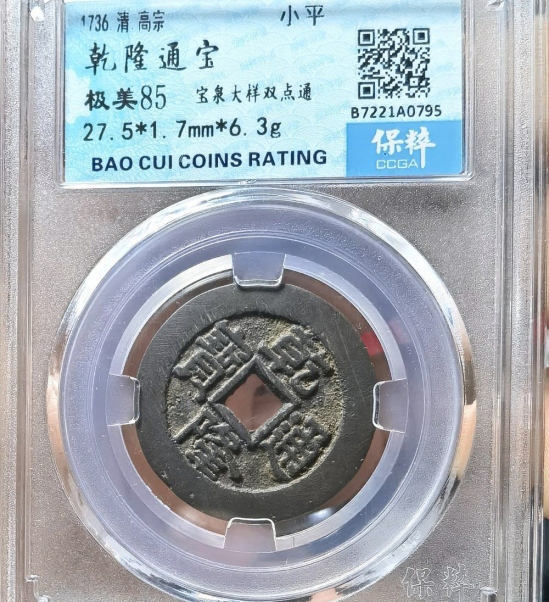 1736 清 高宗 小平
乾隆通宝
极美85 宝泉大样双点通
27.5*1.7mm*6.3g
BAO CUI COINS RATING
B7221A0795
保粹
CCGA
乾隆通寶
保粹